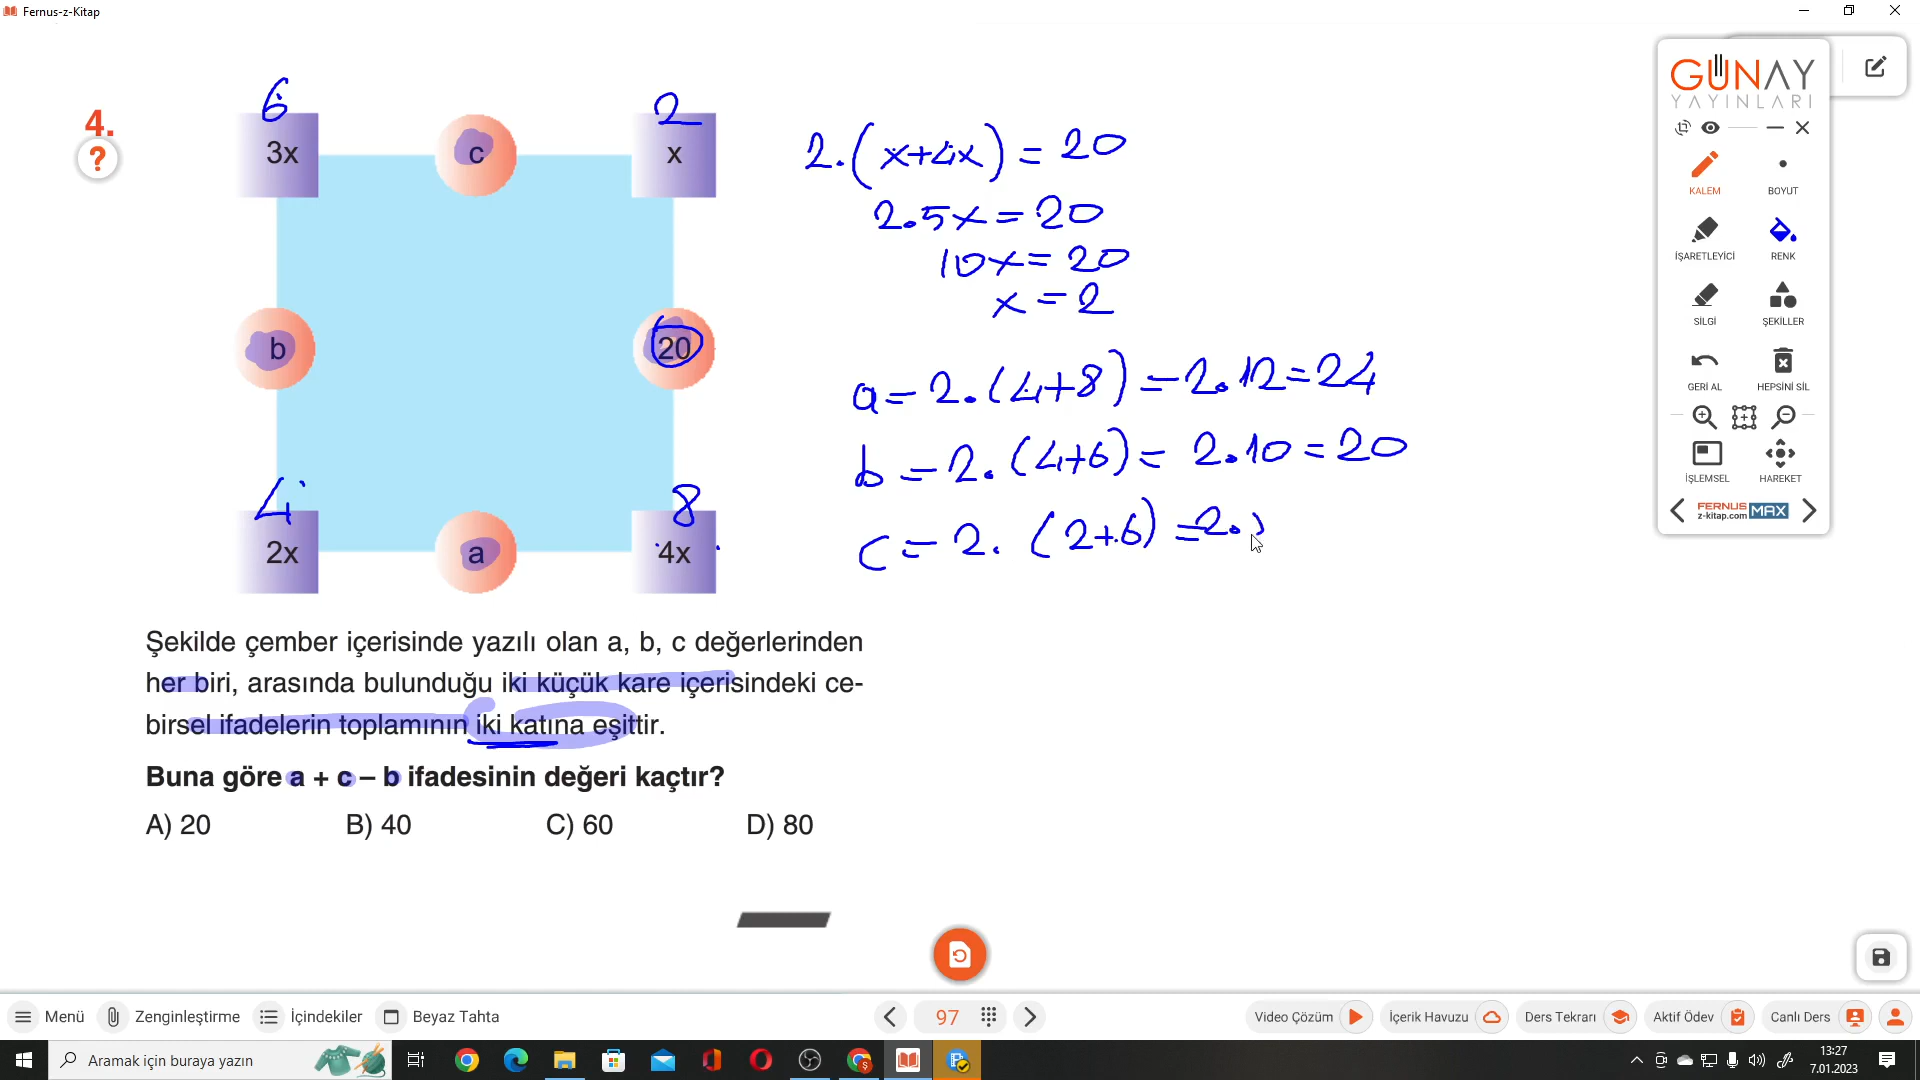 Fernus-z-Kitap
4.
?
6
3x
c
2
x
b
20
4
2x
a
8
4x
2.(x+4x)=20
2.5x=20
10x=20
x=2
a=2.(4+8)=2.12=24
b=2.(4+6)=2.10=20
c=2.(2+6)=2.
Şekilde çember içerisinde yazılı olan a, b, c değerlerinden
her biri, arasında bulunduğu iki küçük kare içerisindeki ce-
birsel ifadelerin toplamının iki katına eşittir.
Buna göre a + c – b ifadesinin değeri kaçtır?
A) 20 B) 40 C) 60 D) 80
GÜNAY
YAYINLARI
KALEM BOYUT
İŞARETLEYİCİ RENK
SİLGİ ŞEKİLLER
GERİ AL HEPSİNİ SİL
İŞLEMSEL HAREKET
FERNUS
z-kitap.com MAX
Menü Zenginleştirme İçindekiler Beyaz Tahta 97 Video Çözüm İçerik Havuzu Ders Tekrarı Aktif Ödev Canlı Ders
Aramak için buraya yazın
13:27
7.01.2023